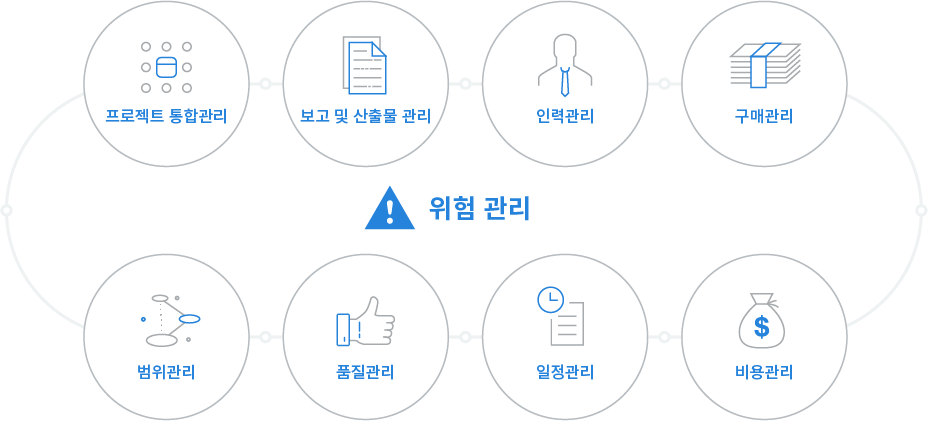 프로젝트 통합관리
보고 및 산출물 관리
인력관리
구매관리
위험 관리
범위관리
품질관리
일정관리
$
비용관리